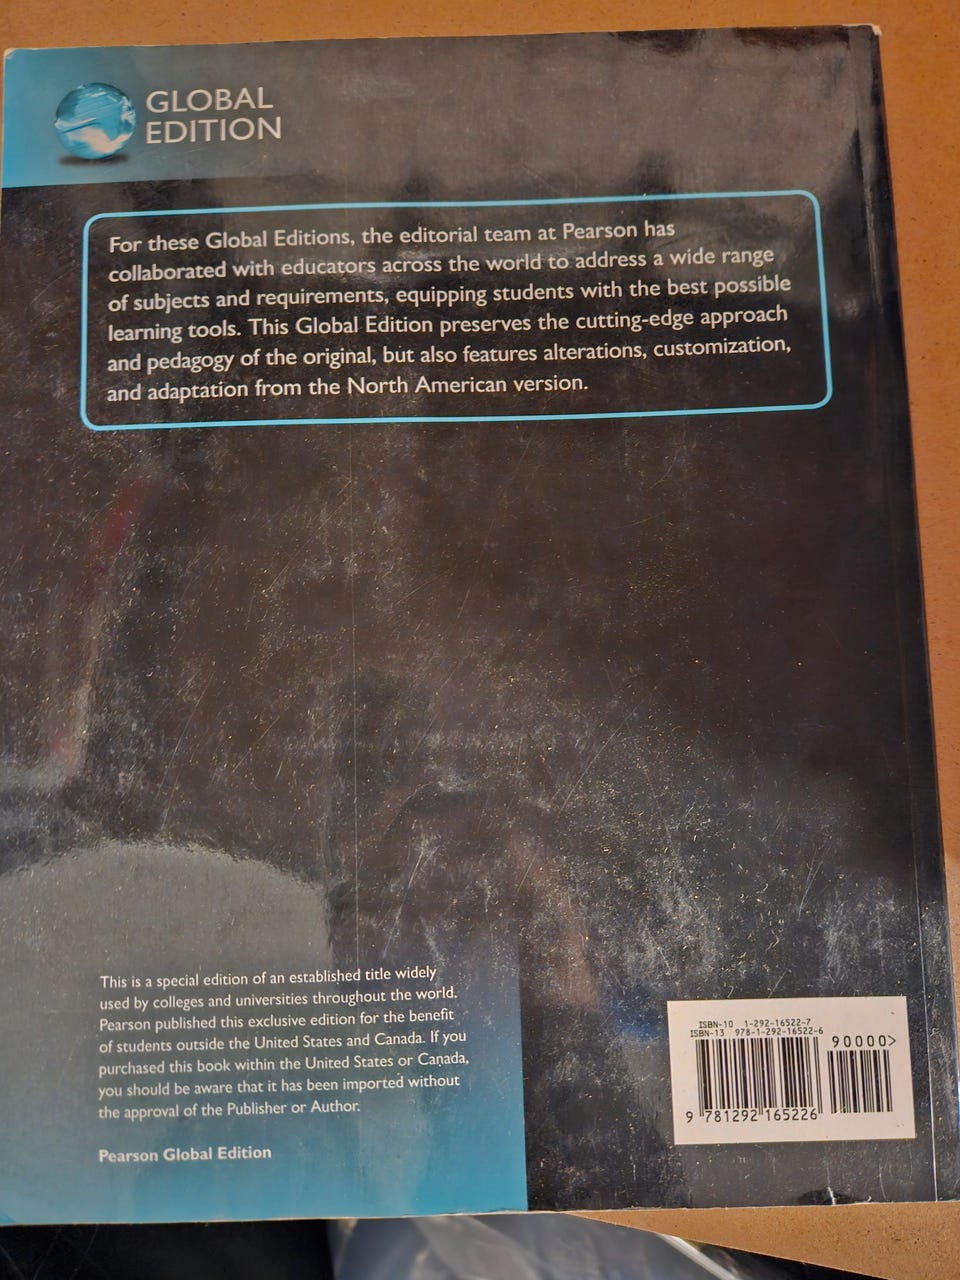 GLOBAL
EDITION
For these Global Editions, the editorial team at Pearson has
collaborated with educators across the world to address a wide range
of subjects and requirements, equipping students with the best possible
learning tools. This Global Edition preserves the cutting-edge approach
and pedagogy of the original, but also features alterations, customization,
and adaptation from the North American version.
This is a special edition of an established title widely
used by colleges and universities throughout the world.
Pearson published this exclusive edition for the benefit
of students outside the United States and Canada. If you
purchased this book within the United States or Canada,
you should be aware that it has been imported without
the approval of the Publisher or Author.
Pearson Global Edition
ISBN-10 1-292-16522-7
ISBN-13 978-1-292-16522-6
90000>
9 781292 165226